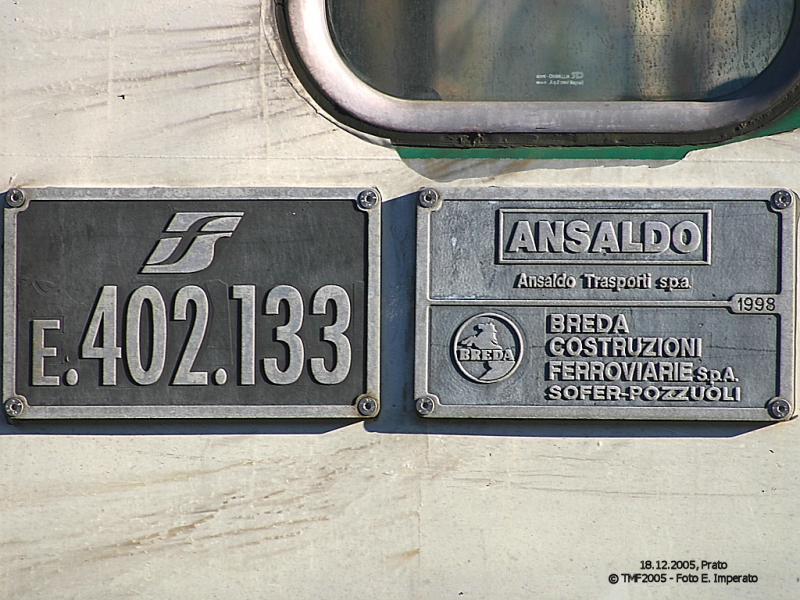 E.402.133
ANSALDO
Ansaldo Trasporti s.p.a.
1998
BREDA
BREDA
COSTRUZIONI
FERROVIARIE S.p.A.
SOFER-POZZUOLI
18.12.2005, Prato
© TMF2005 - Foto E. Imperato